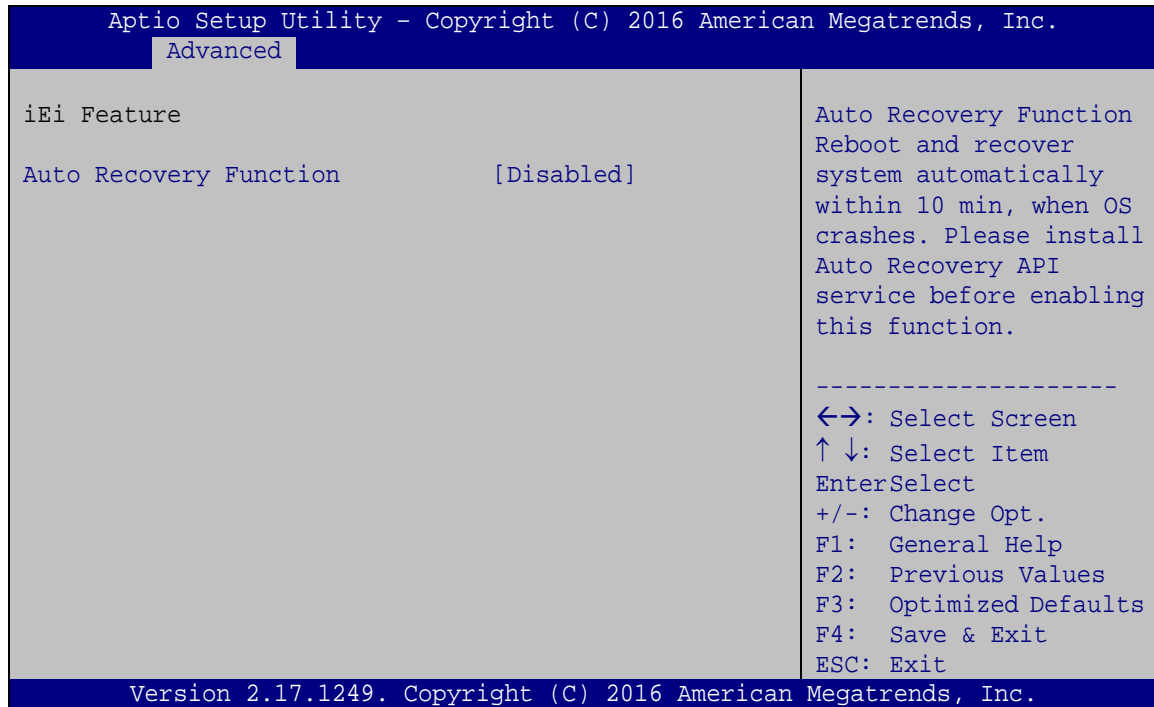 Aptio Setup Utility – Copyright (C) 2016 American Megatrends, Inc.
Advanced
iEi Feature
Auto Recovery Function [Disabled]
Auto Recovery Function
Reboot and recover
system automatically
within 10 min, when OS
crashes. Please install
Auto Recovery API
service before enabling
this function.
---------------------
←→: Select Screen
↑ ↓: Select Item
EnterSelect
+/-: Change Opt.
F1: General Help
F2: Previous Values
F3: Optimized Defaults
F4: Save & Exit
ESC: Exit
Version 2.17.1249. Copyright (C) 2016 American Megatrends, Inc.